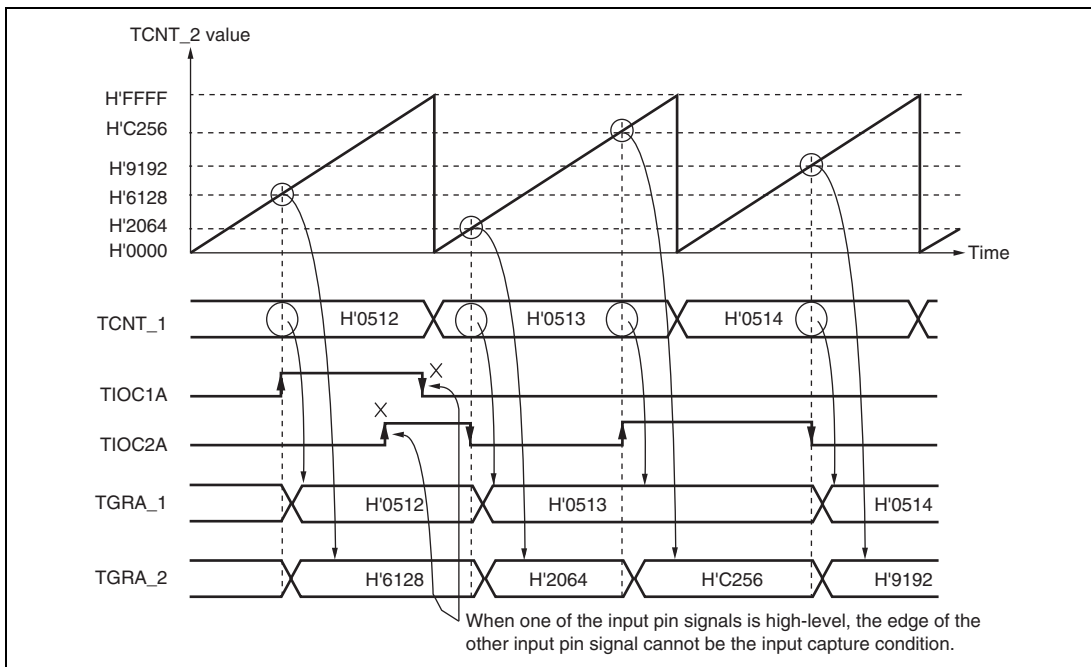 TCNT_2 value
H'FFFF
H'C256
H'9192
H'6128
H'2064
H'0000
Time
TCNT_1
H'0512
H'0513
H'0514
TIOC1A
X
TIOC2A
X
TGRA_1
H'0512
H'0513
H'0514
TGRA_2
H'6128
H'2064
H'C256
H'9192
When one of the input pin signals is high-level, the edge of the
other input pin signal cannot be the input capture condition.